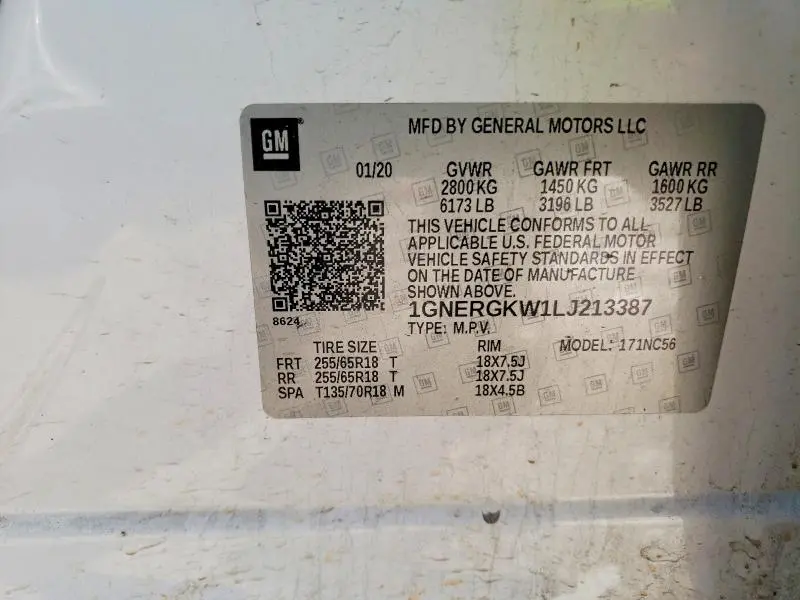 GM
MFD BY GENERAL MOTORS LLC
01/20 GVWR GAWR FRT GAWR RR
2800 KG 1450 KG 1600 KG
6173 LB 3196 LB 3527 LB
THIS VEHICLE CONFORMS TO ALL
APPLICABLE U.S. FEDERAL MOTOR
VEHICLE SAFETY STANDARDS IN EFFECT
ON THE DATE OF MANUFACTURE
SHOWN ABOVE.
8624
1GNERGKW1LJ213387
TYPE: M.P.V.
TIRE SIZE RIM MODEL: 171NC56
FRT 255/65R18 T 18X7.5J
RR 255/65R18 T 18X7.5J
SPA T135/70R18 M 18X4.5B